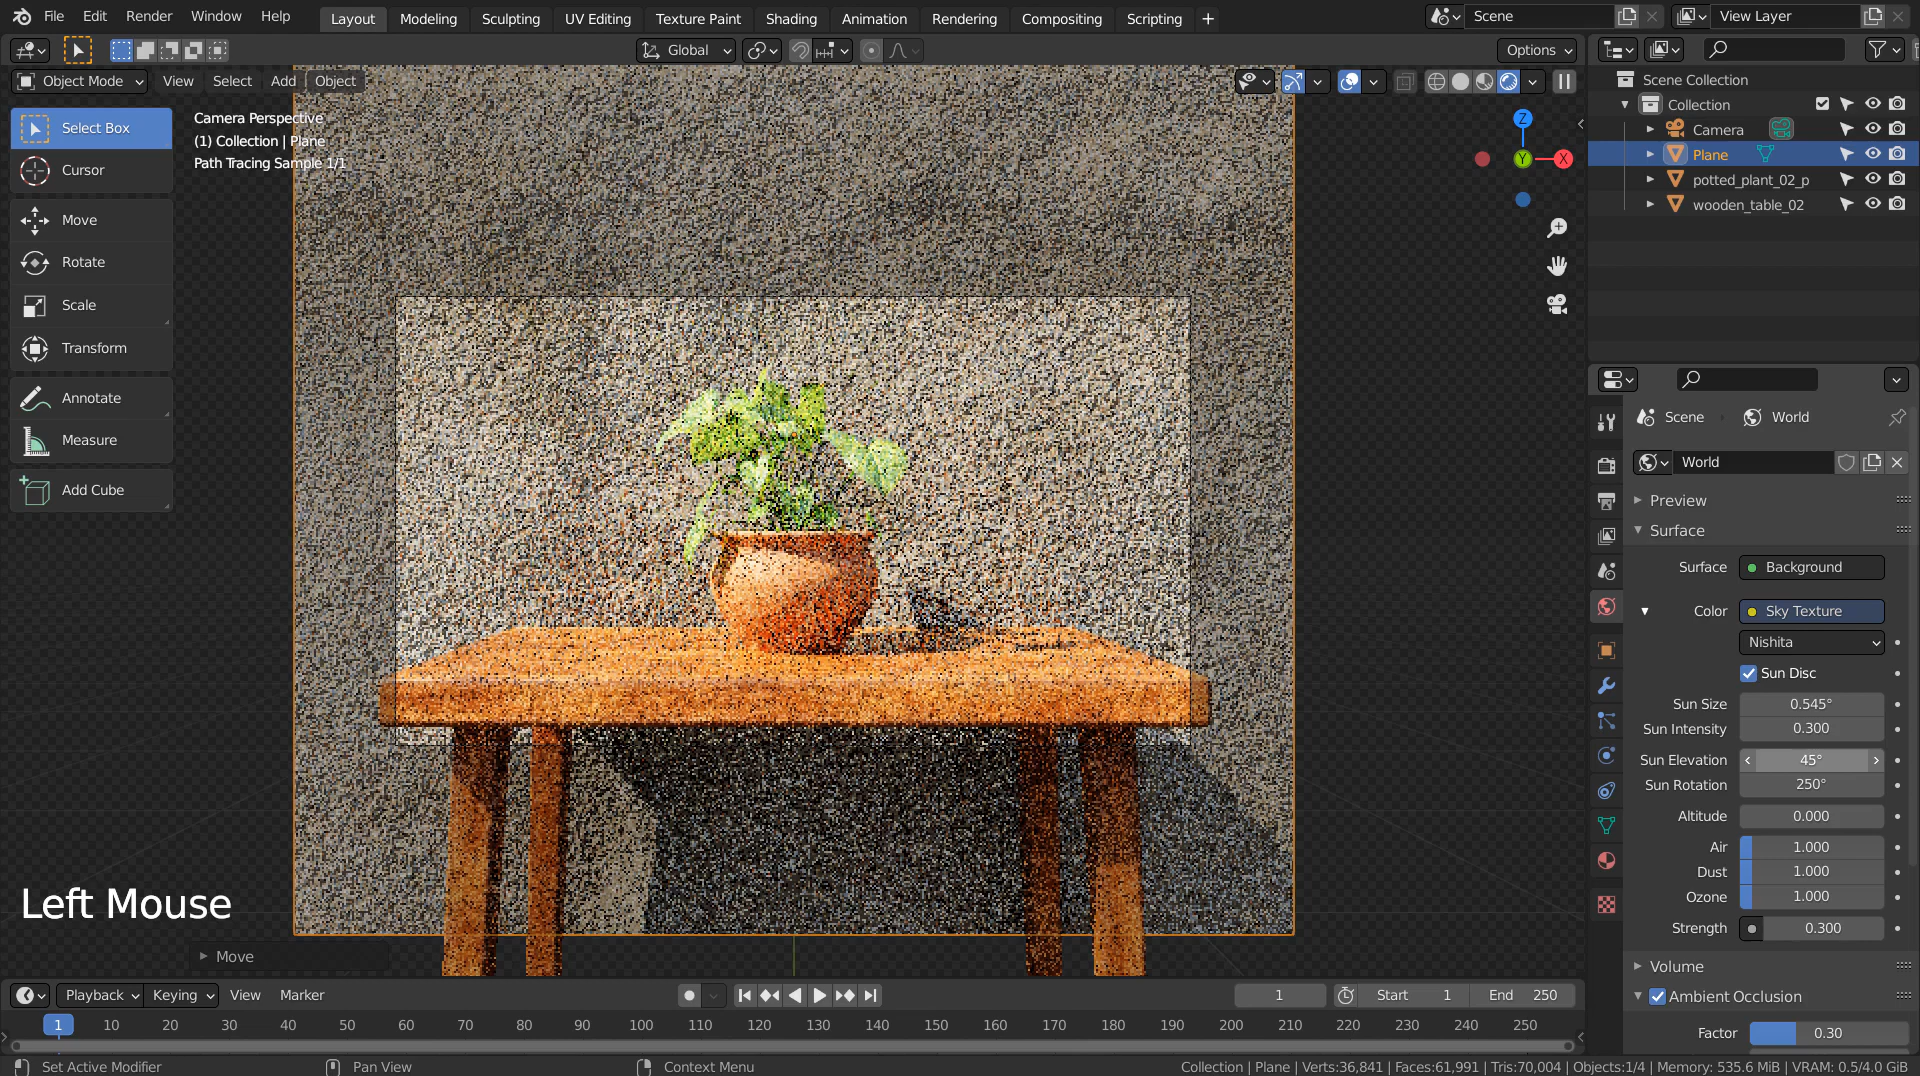 File Edit Render Window Help Layout Modeling Sculpting UV Editing Texture Paint Shading Animation Rendering Compositing Scripting + Scene View Layer
Global Options
Object Mode View Select Add Object
Scene Collection
Collection
Camera
Plane
potted_plant_02_p
wooden_table_02
Select Box
Cursor
Move
Rotate
Scale
Transform
Annotate
Measure
Add Cube
Camera Perspective
(1) Collection | Plane
Path Tracing Sample 1/1
Z
Y
X
Scene World
World
Preview
Surface
Surface Background
Color Sky Texture
Nishita
Sun Disc
Sun Size 0.545°
Sun Intensity 0.300
Sun Elevation 45°
Sun Rotation 250°
Altitude 0.000
Air 1.000
Dust 1.000
Ozone 1.000
Strength 0.300
Volume
Ambient Occlusion
Factor 0.30
Left Mouse
Move
Playback Keying View Marker 1 Start 1 End 250
1 10 20 30 40 50 60 70 80 90 100 110 120 130 140 150 160 170 180 190 200 210 220 230 240 250
Set Active Modifier Pan View Context Menu Collection | Plane | Verts:36,841 | Faces:61,991 | Tris:70,004 | Objects:1/4 | Memory: 535.6 MiB | VRAM: 0.5/4.0 GiB